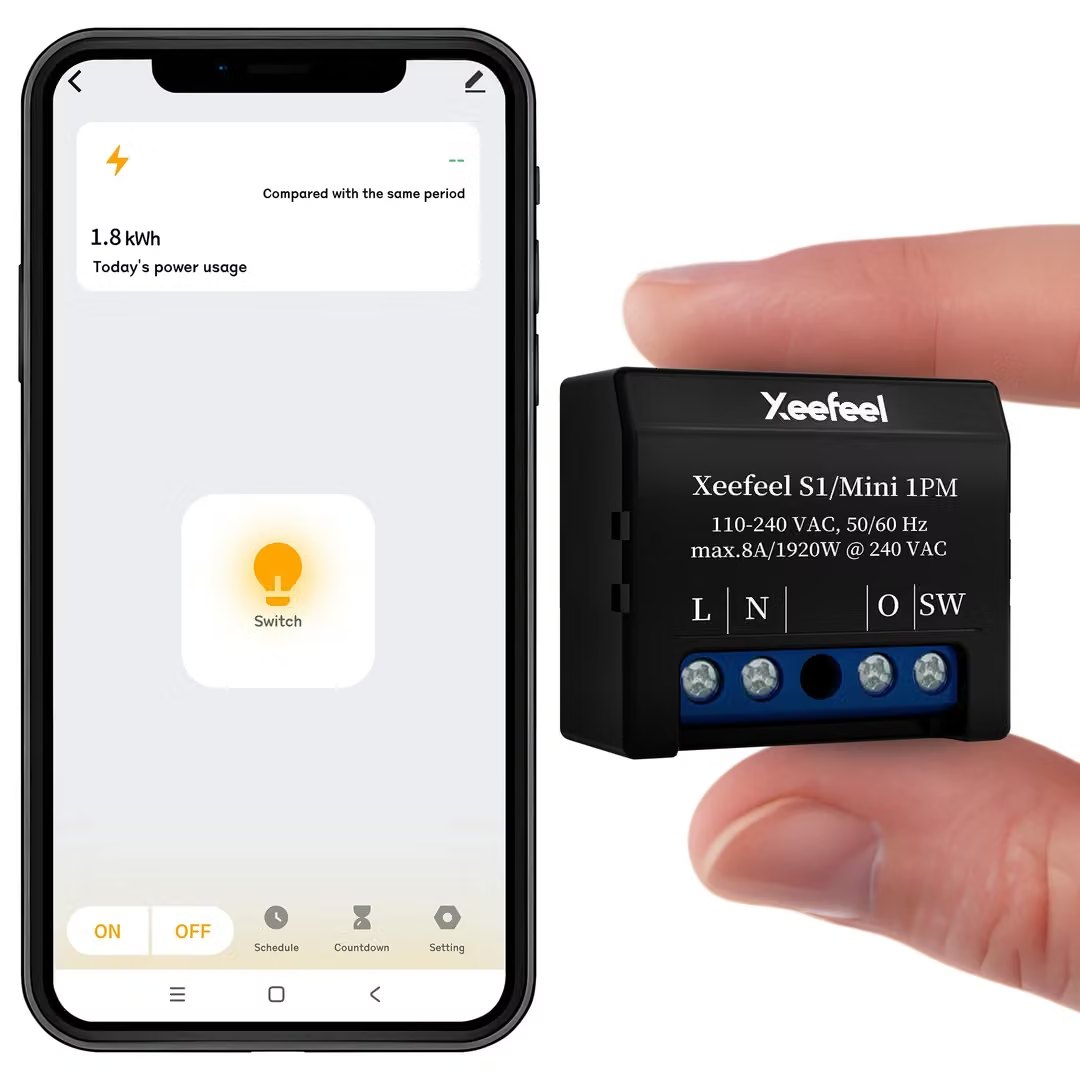 --
Compared with the same period
1.8 kWh
Today's power usage
Switch
ON
OFF
Schedule
Countdown
Setting
Xeefeel
Xeefeel S1/Mini 1PM
110-240 VAC, 50/60 Hz
max.8A/1920W @ 240 VAC
L | N | | O | SW